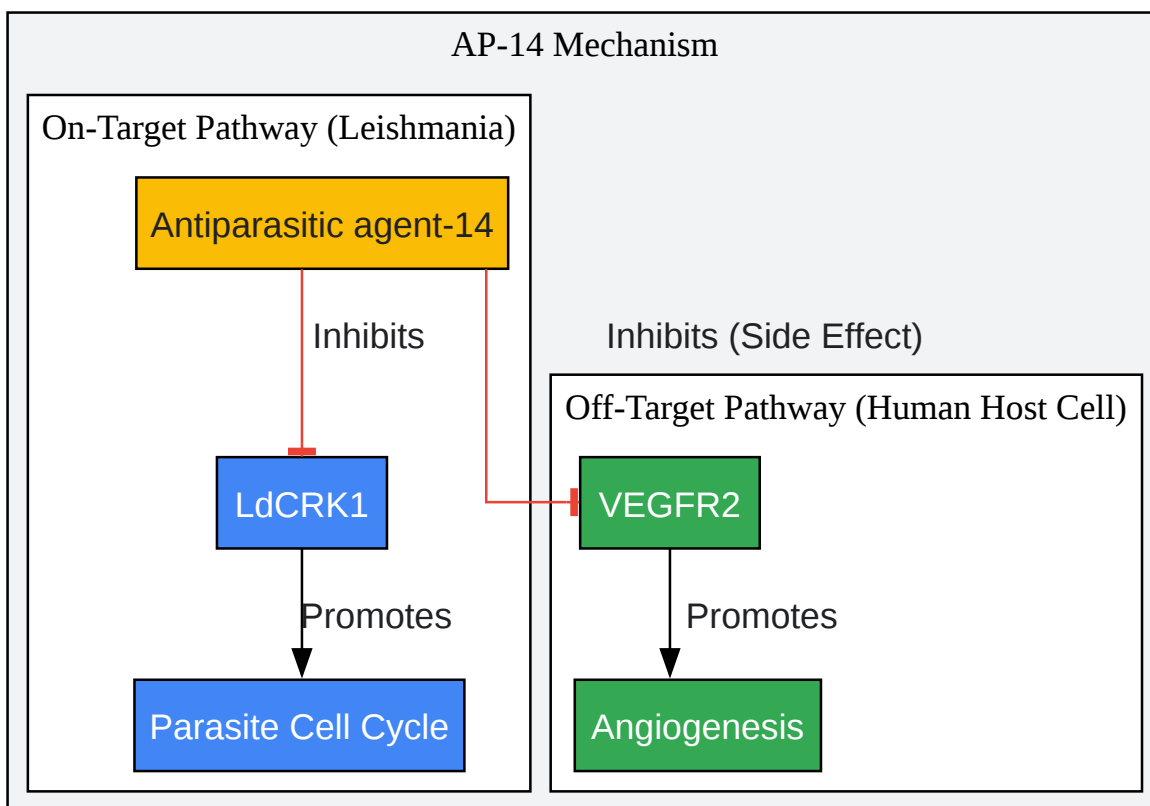 AP-14 Mechanism
On-Target Pathway (Leishmania)
Antiparasitic agent-14
Inhibits
Inhibits (Side Effect)
Off-Target Pathway (Human Host Cell)
LdCRK1
VEGFR2
Promotes
Promotes
Parasite Cell Cycle
Angiogenesis